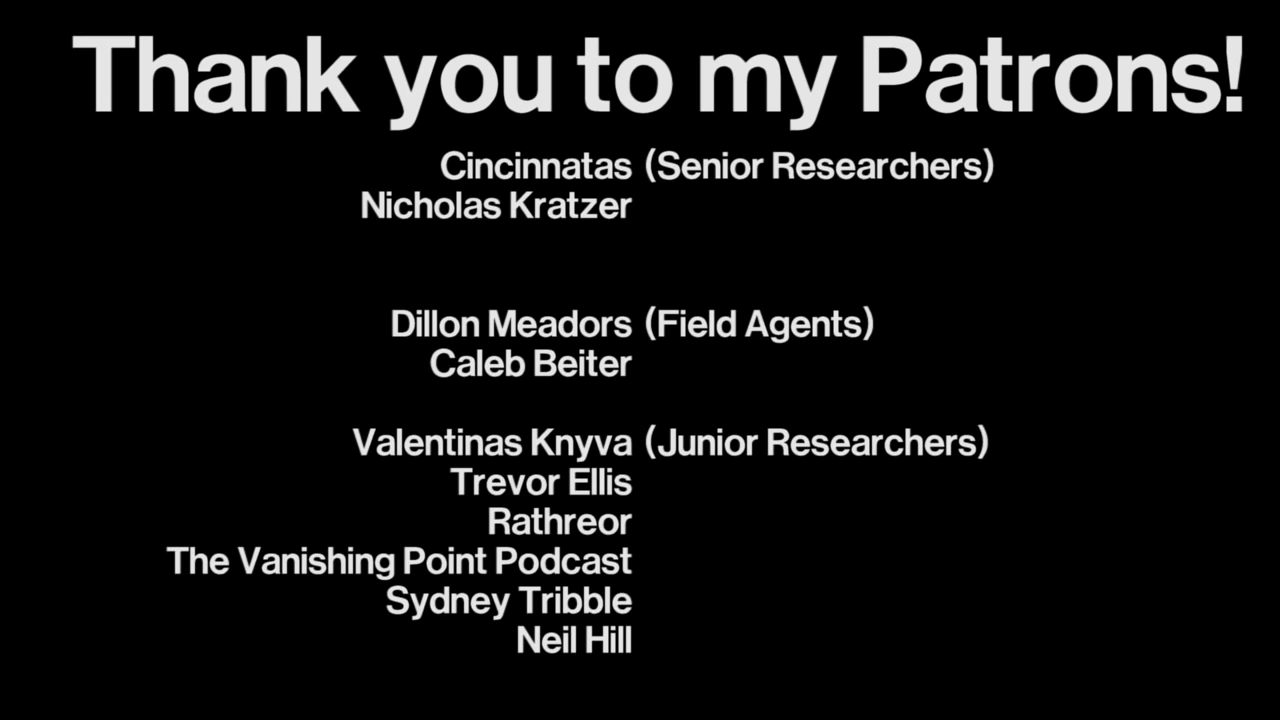 Thank you to my Patrons!
Cincinnatas (Senior Researchers)
Nicholas Kratzer
Dillon Meadors (Field Agents)
Caleb Beiter
Valentinas Knyva (Junior Researchers)
Trevor Ellis
Rathreor
The Vanishing Point Podcast
Sydney Tribble
Neil Hill